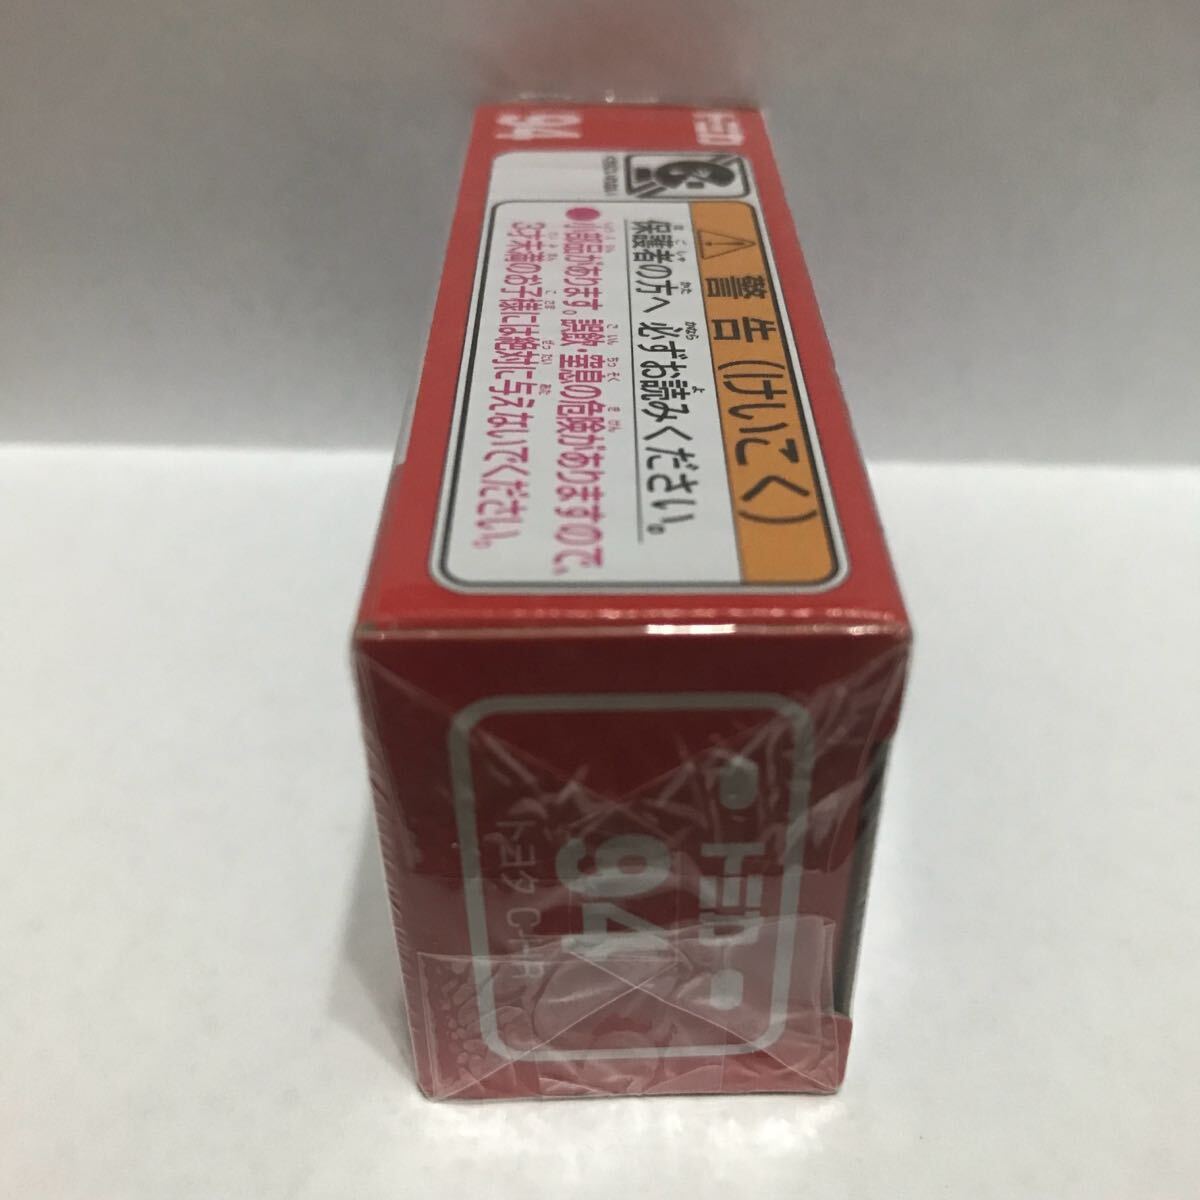 トミカ
94
⚠ 警告(けいこく)
保護者の方へ 必ずお読みください。
●小部品があります。誤飲・窒息の危険がありますので、
3才未満のお子様には絶対に与えないでください。
トミカ
94
トヨタ C-HR